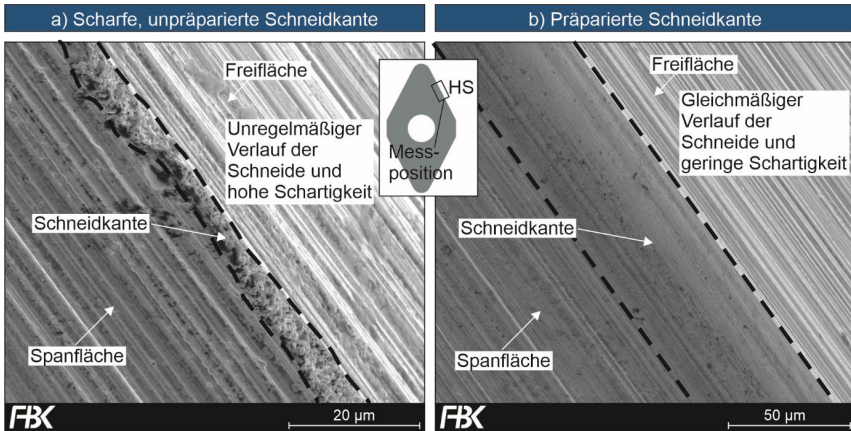 a) Scharfe, unpräparierte Schneidkante
Freifläche
Unregelmäßiger
Verlauf der
Schneide und
hohe Schartigkeit
Schneidkante
Spanfläche
FBK
20 µm
HS
Mess-
position
b) Präparierte Schneidkante
Freifläche
Gleichmäßiger
Verlauf der
Schneide und
geringe Schartigkeit
Schneidkante
Spanfläche
FBK
50 µm